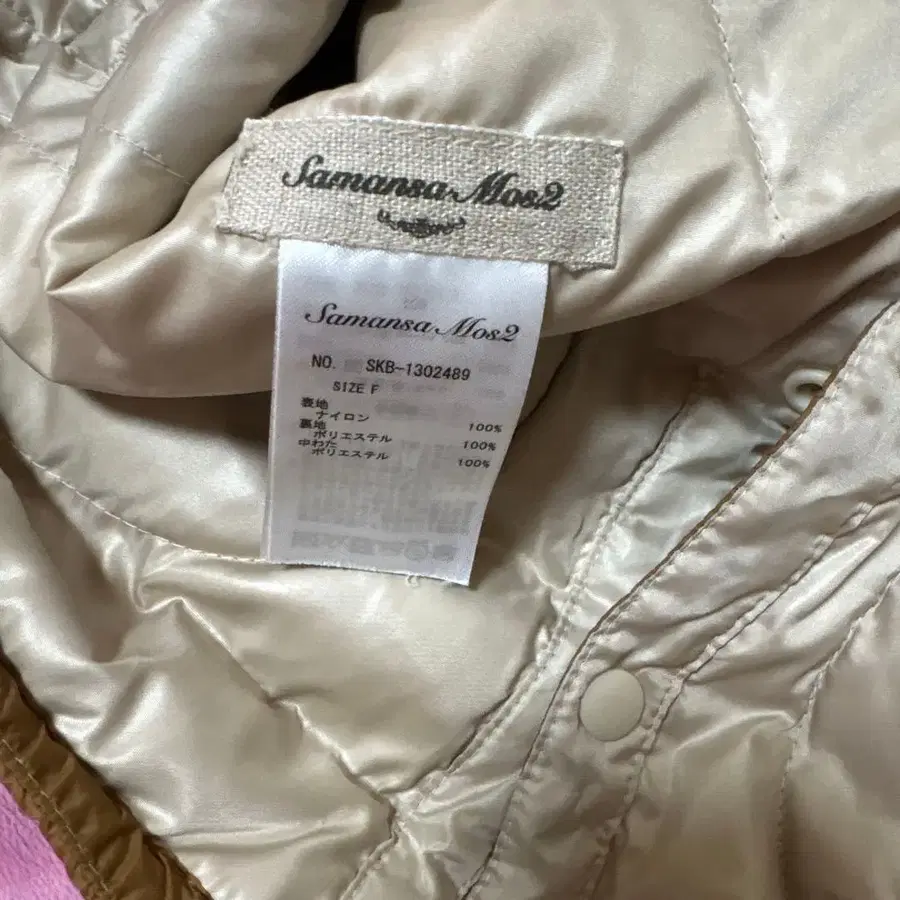 Samansa Mos2
Samansa Mos2
NO. SKB-1302489
SIZE F
表地
ナイロン 100%
裏地
ポリエステル 100%
中わた
ポリエステル 100%